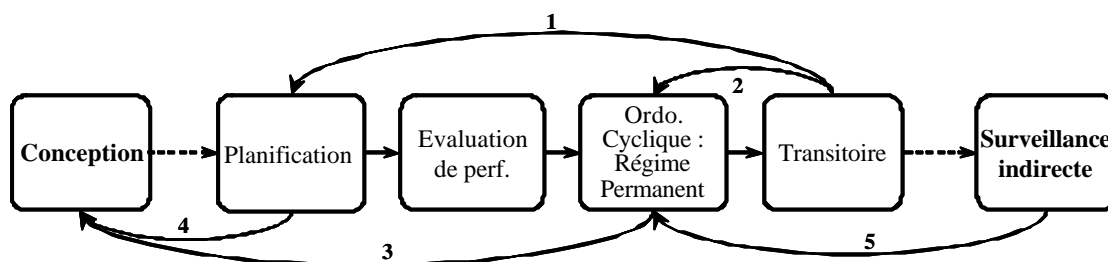 1
2
Conception
Planification
Evaluation
de perf.
Ordo.
Cyclique :
Régime
Permanent
Transitoire
Surveillance
indirecte
4
3
5